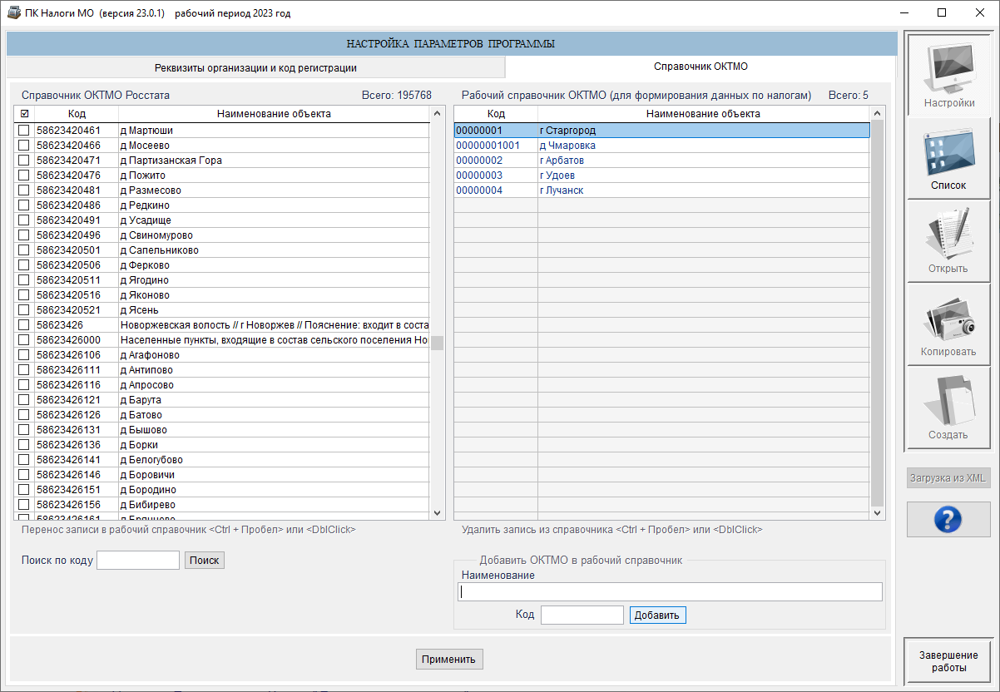 ПК Налоги МО (версия 23.0.1) рабочий период 2023 год
НАСТРОЙКА ПАРАМЕТРОВ ПРОГРАММЫ
Реквизиты организации и код регистрации
Справочник ОКТМО
Справочник ОКТМО Росстата Всего: 195768
Код Наименование объекта
58623420461 д Мартюши
58623420466 д Мосеево
58623420471 д Партизанская Гора
58623420476 д Пожито
58623420481 д Размесово
58623420486 д Редкино
58623420491 д Усадище
58623420496 д Свиномурово
58623420501 д Сапельниково
58623420506 д Ферково
58623420511 д Ягодино
58623420516 д Яконово
58623420521 д Ясень
58623426 Новоржевская волость // г Новоржев // Пояснение: входит в соста
58623426000 Населенные пункты, входящие в состав сельского поселения Но
58623426106 д Агафоново
58623426111 д Антипово
58623426116 д Апросово
58623426121 д Барута
58623426126 д Батово
58623426131 д Бышово
58623426136 д Борки
58623426141 д Белогубово
58623426146 д Боровичи
58623426151 д Бородино
58623426156 д Бибирево
Перенос записи в рабочий справочник <Ctrl + Пробел> или <DblClick>
Поиск по коду Поиск
Рабочий справочник ОКТМО (для формирования данных по налогам) Всего: 5
Код Наименование объекта
00000001 г Старгород
00000001001 д Чмаровка
00000002 г Арбатов
00000003 г Удоев
00000004 г Лучанск
Удалить запись из справочника <Ctrl + Пробел> или <DblClick>
Добавить ОКТМО в рабочий справочник
Наименование
Код Добавить
Применить
Настройки
Список
Открыть
Копировать
Создать
Загрузка из XML
?
Завершение
работы